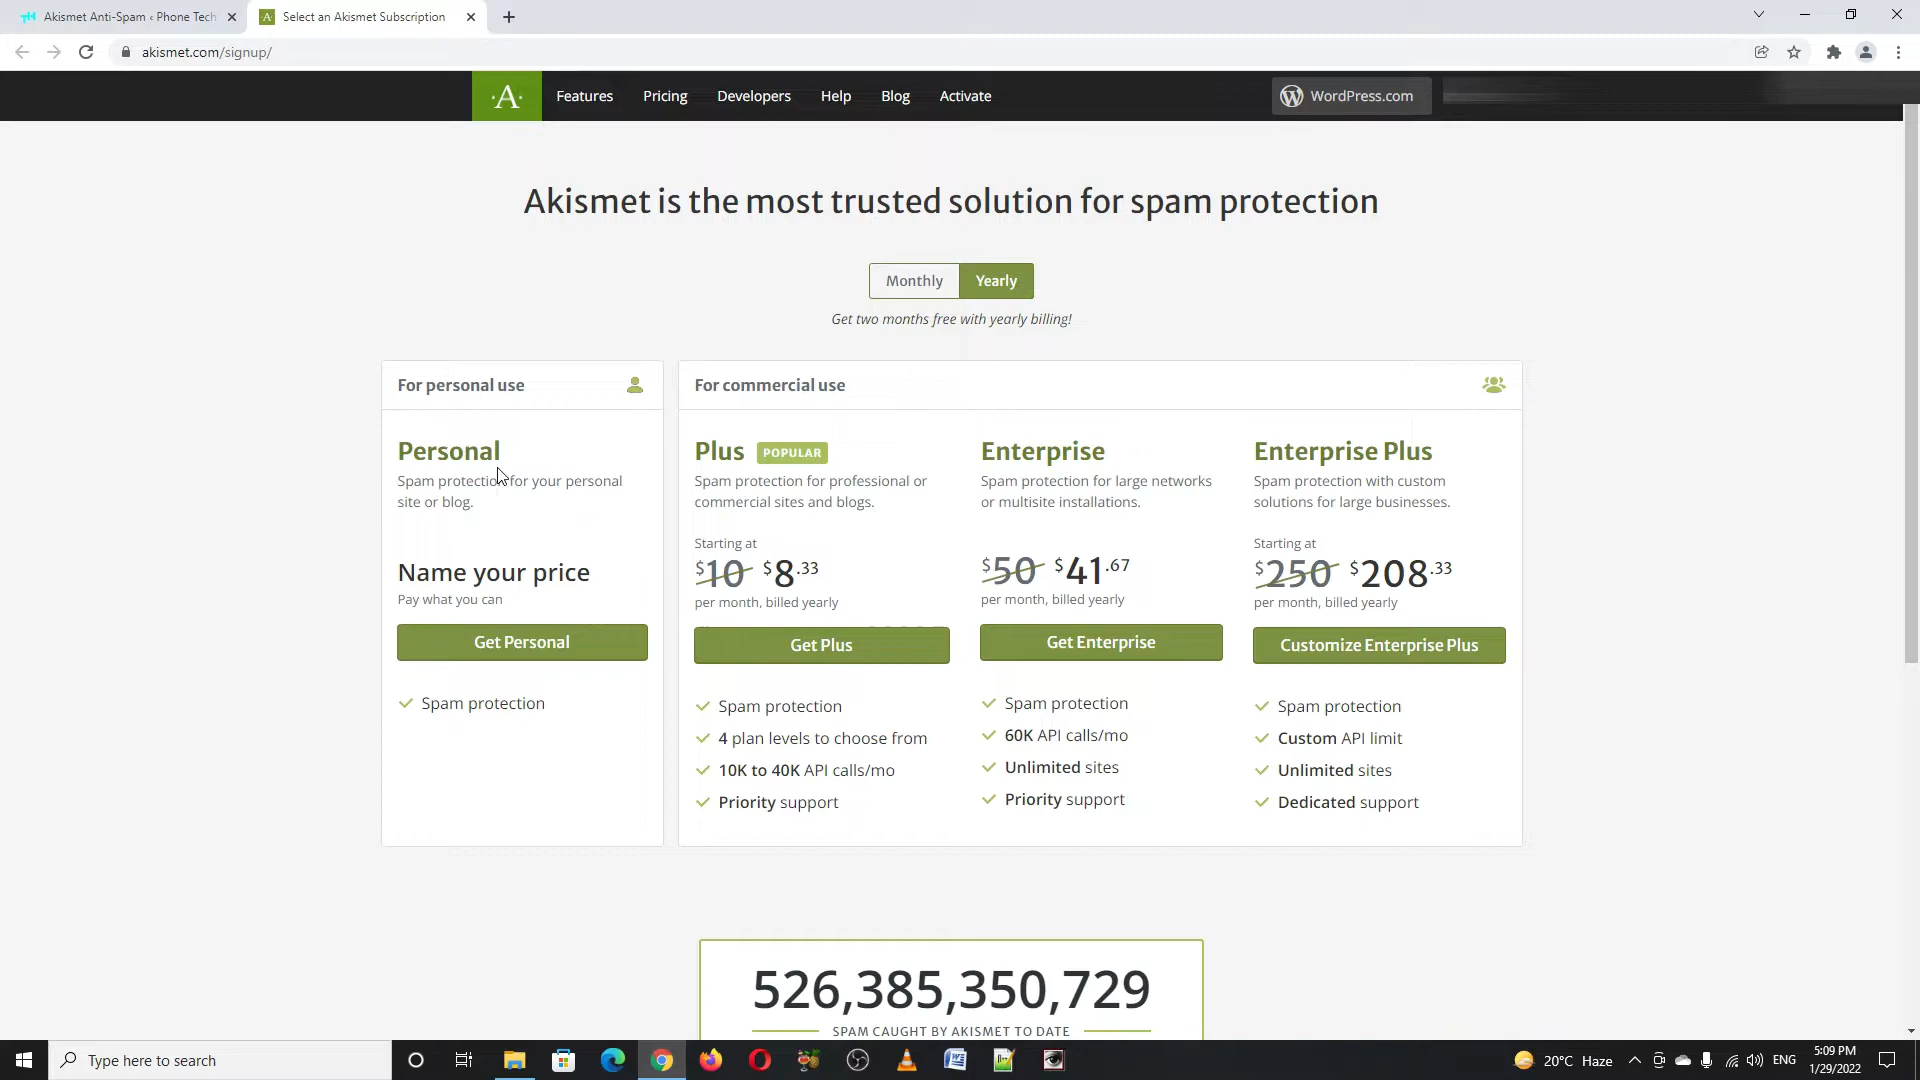 Akismet Anti-Spam ‹ Phone Tech
Select an Akismet Subscription
akismet.com/signup/
·A·
Features
Pricing
Developers
Help
Blog
Activate
WordPress.com
Akismet is the most trusted solution for spam protection
Monthly
Yearly
Get two months free with yearly billing!
For personal use
Personal
Spam protection for your personal
site or blog.
Name your price
Pay what you can
Get Personal
Spam protection
For commercial use
Plus POPULAR
Spam protection for professional or
commercial sites and blogs.
Starting at
$10 $8.33
per month, billed yearly
Get Plus
Spam protection
4 plan levels to choose from
10K to 40K API calls/mo
Priority support
Enterprise
Spam protection for large networks
or multisite installations.
$50 $41.67
per month, billed yearly
Get Enterprise
Spam protection
60K API calls/mo
Unlimited sites
Priority support
Enterprise Plus
Spam protection with custom
solutions for large businesses.
Starting at
$250 $208.33
per month, billed yearly
Customize Enterprise Plus
Spam protection
Custom API limit
Unlimited sites
Dedicated support
526,385,350,729
SPAM CAUGHT BY AKISMET TO DATE
Type here to search
20°C Haze
ENG
5:09 PM
1/29/2022